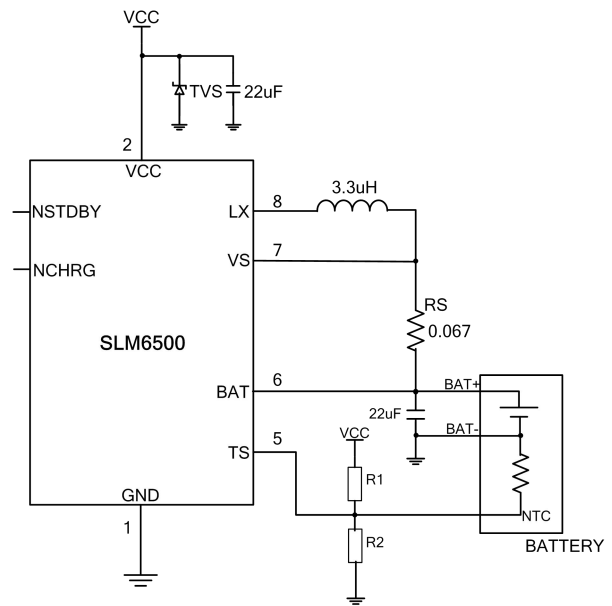 VCC
TVS
22uF
2
VCC
3.3uH
NSTDBY
LX
8
VS
7
NCHRG
RS
0.067
SLM6500
BAT
6
BAT+
22uF
BAT-
VCC
TS
5
R1
GND
1
NTC
R2
BATTERY